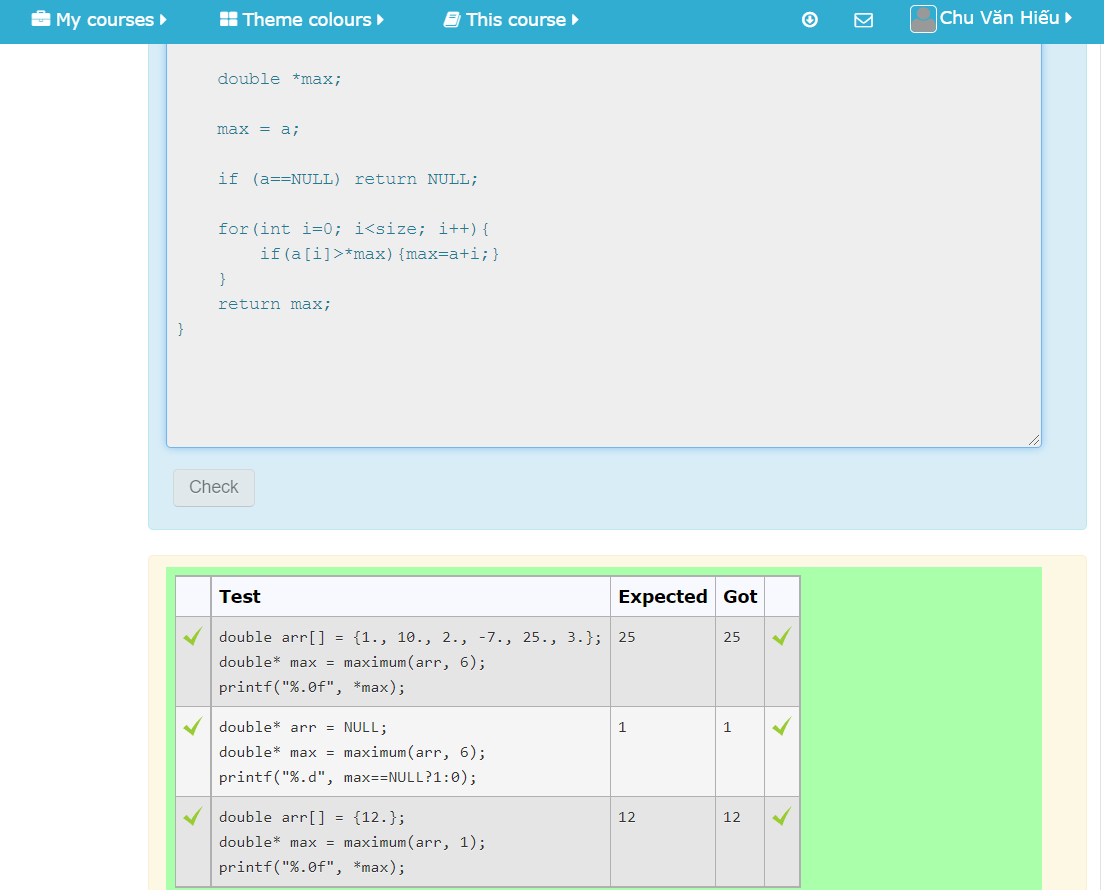 My courses Theme colours This course Chu Văn Hiếu
double *max;
max = a;
if (a==NULL) return NULL;
for(int i=0; i<size; i++){
if(a[i]>*max){max=a+i;}
}
return max;
}
Check
Test Expected Got
double arr[] = {1., 10., 2., -7., 25., 3.}; 25 25
double* max = maximum(arr, 6);
printf("%.0f", *max);
double* arr = NULL; 1 1
double* max = maximum(arr, 6);
printf("%.d", max==NULL?1:0);
double arr[] = {12.}; 12 12
double* max = maximum(arr, 1);
printf("%.0f", *max);